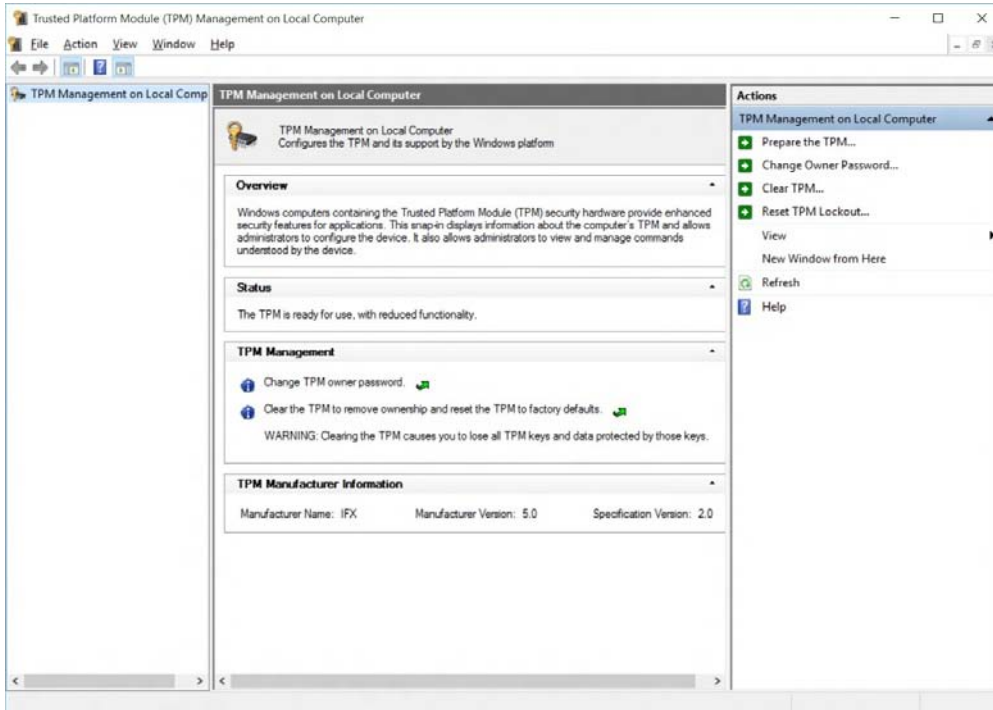 Trusted Platform Module (TPM) Management on Local Computer
File Action View Window Help
TPM Management on Local Comp
TPM Management on Local Computer
TPM Management on Local Computer
Configures the TPM and its support by the Windows platform
Overview
Windows computers containing the Trusted Platform Module (TPM) security hardware provide enhanced
security features for applications. This snap-in displays information about the computer's TPM and allows
administrators to configure the device. It also allows administrators to view and manage commands
understood by the device.
Status
The TPM is ready for use, with reduced functionality.
TPM Management
Change TPM owner password.
Clear the TPM to remove ownership and reset the TPM to factory defaults.
WARNING: Clearing the TPM causes you to lose all TPM keys and data protected by those keys.
TPM Manufacturer Information
Manufacturer Name: IFX Manufacturer Version: 5.0 Specification Version: 2.0
Actions
TPM Management on Local Computer
Prepare the TPM...
Change Owner Password...
Clear TPM...
Reset TPM Lockout...
View
New Window from Here
Refresh
Help